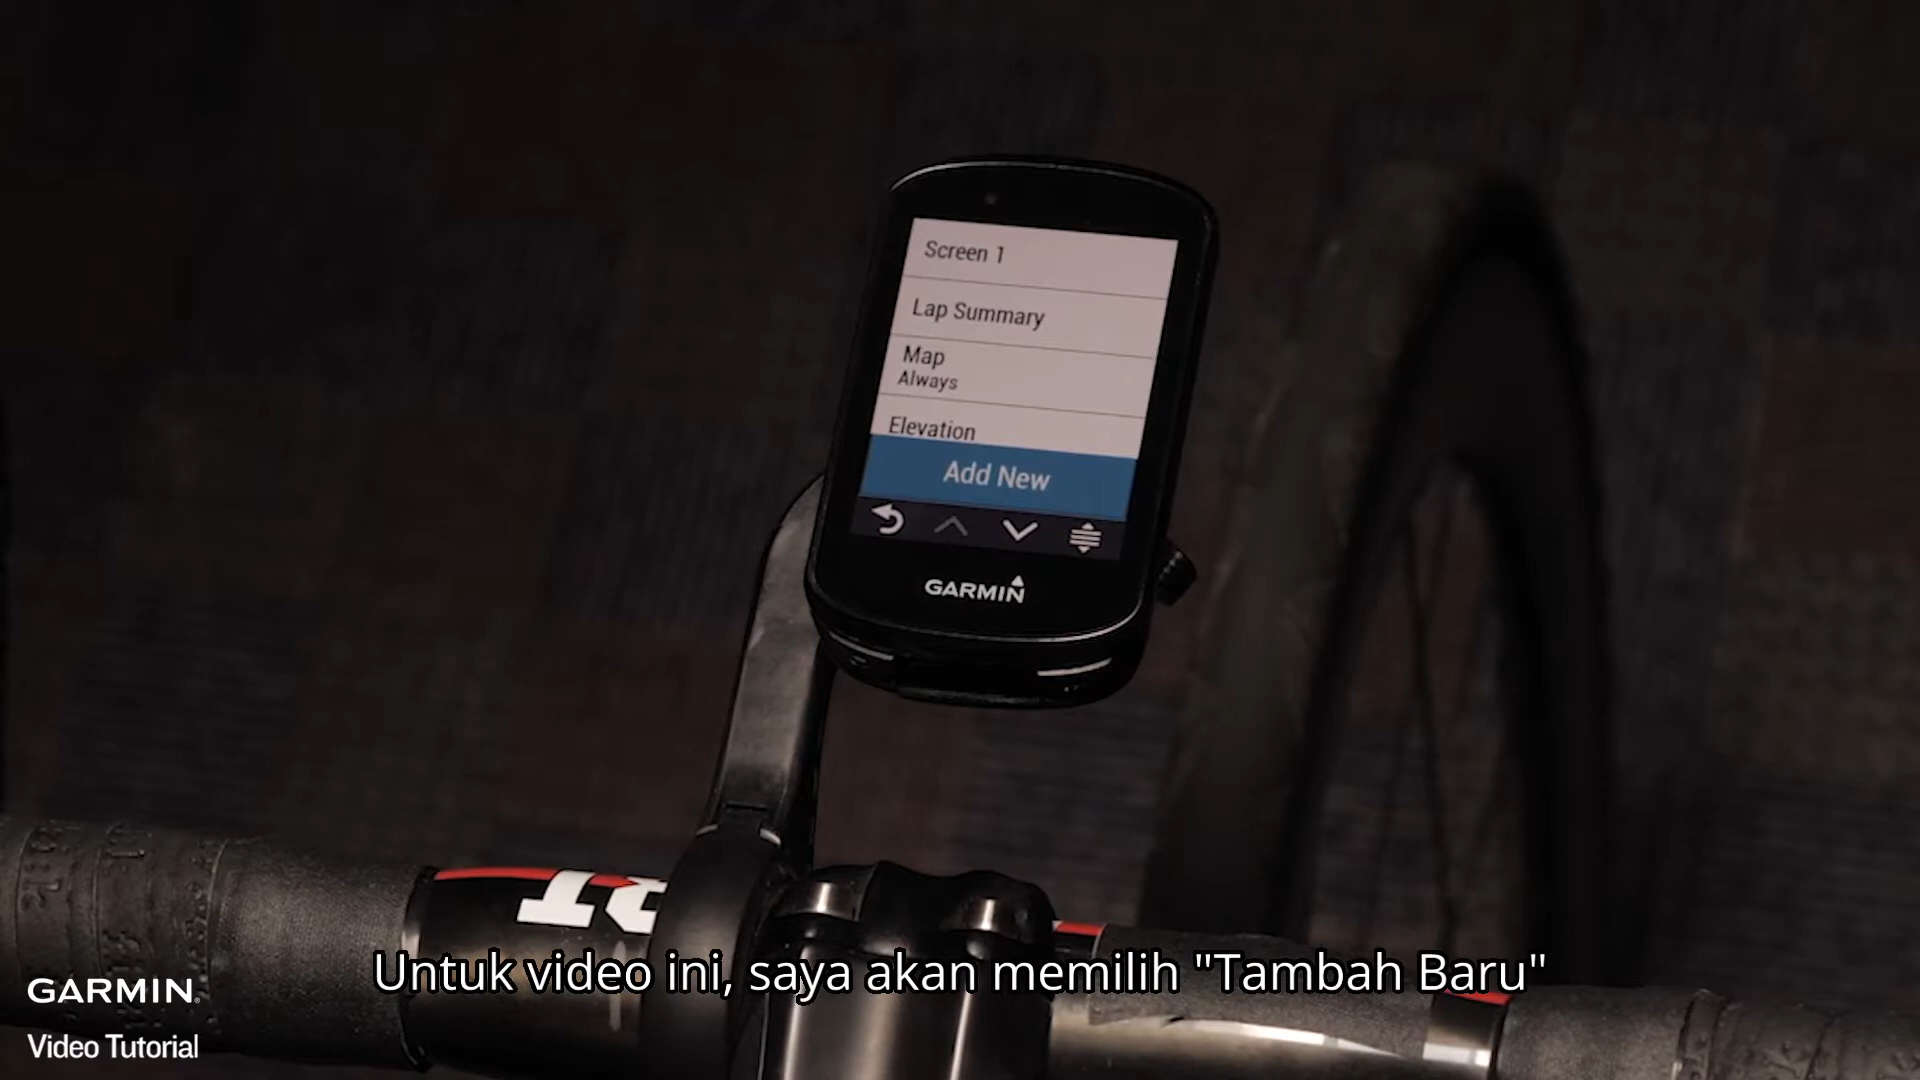 Screen 1
Lap Summary
Map
Always
Elevation
Add New
GARMIN
Untuk video ini, saya akan memilih "Tambah Baru"
GARMIN
Video Tutorial